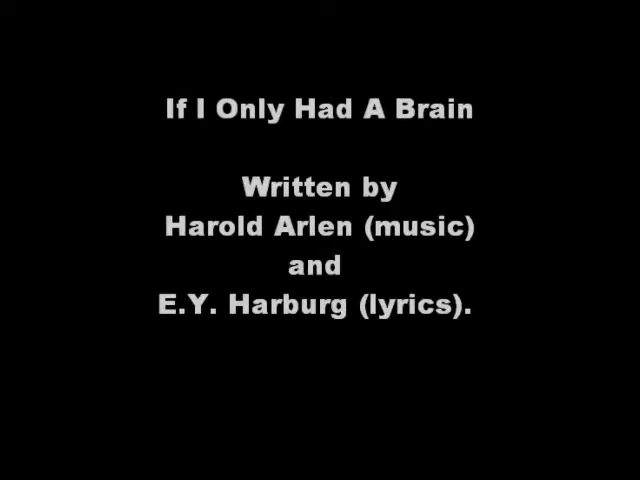 If I Only Had A Brain
Written by
Harold Arlen (music)
and
E.Y. Harburg (lyrics).